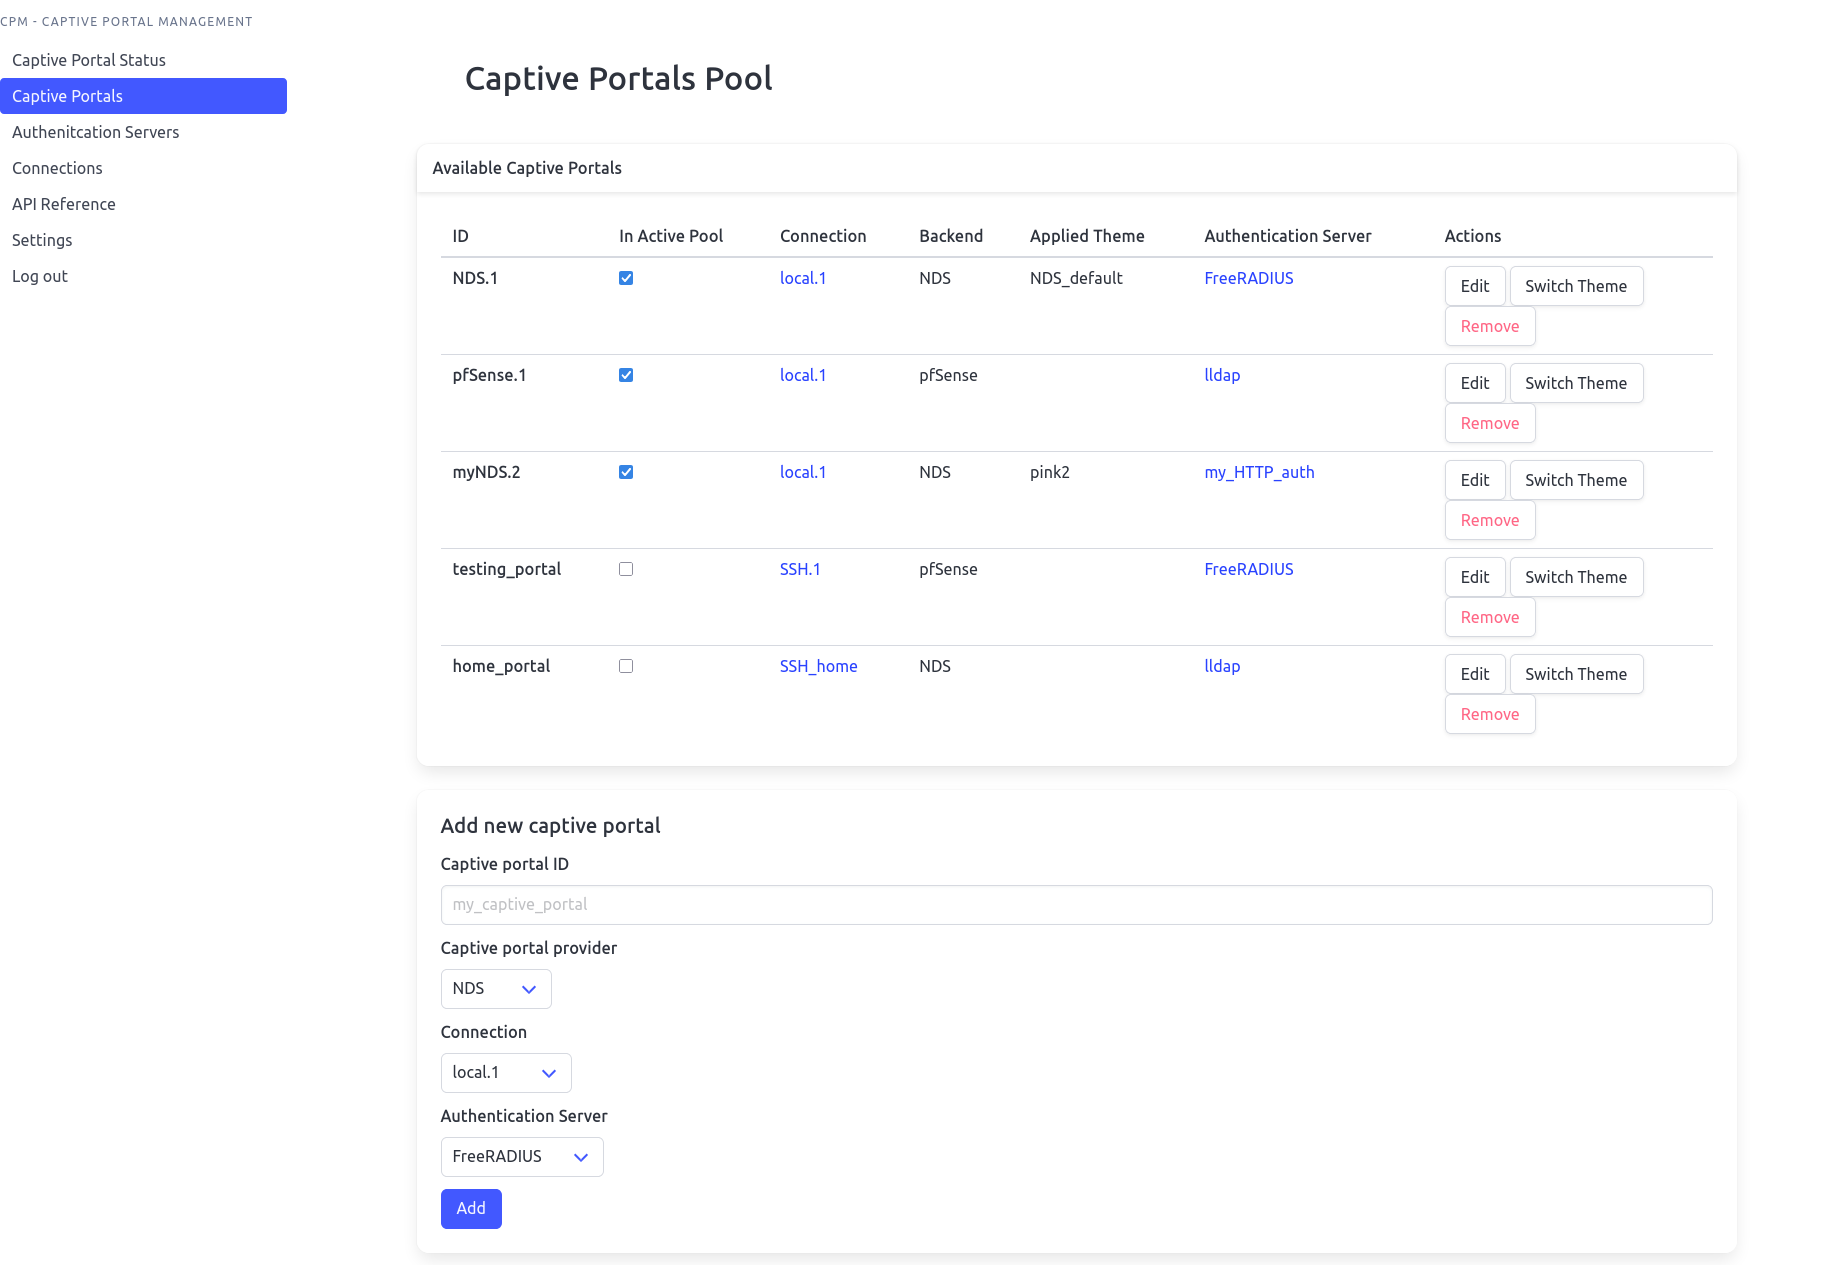 CPM - CAPTIVE PORTAL MANAGEMENT
Captive Portal Status
Captive Portals
Authenitcation Servers
Connections
API Reference
Settings
Log out
Captive Portals Pool
Available Captive Portals
ID In Active Pool Connection Backend Applied Theme Authentication Server Actions
NDS.1 local.1 NDS NDS_default FreeRADIUS Edit Switch Theme
Remove
pfSense.1 local.1 pfSense lldap Edit Switch Theme
Remove
myNDS.2 local.1 NDS pink2 my_HTTP_auth Edit Switch Theme
Remove
testing_portal SSH.1 pfSense FreeRADIUS Edit Switch Theme
Remove
home_portal SSH_home NDS lldap Edit Switch Theme
Remove
Add new captive portal
Captive portal ID
my_captive_portal
Captive portal provider
NDS
Connection
local.1
Authentication Server
FreeRADIUS
Add